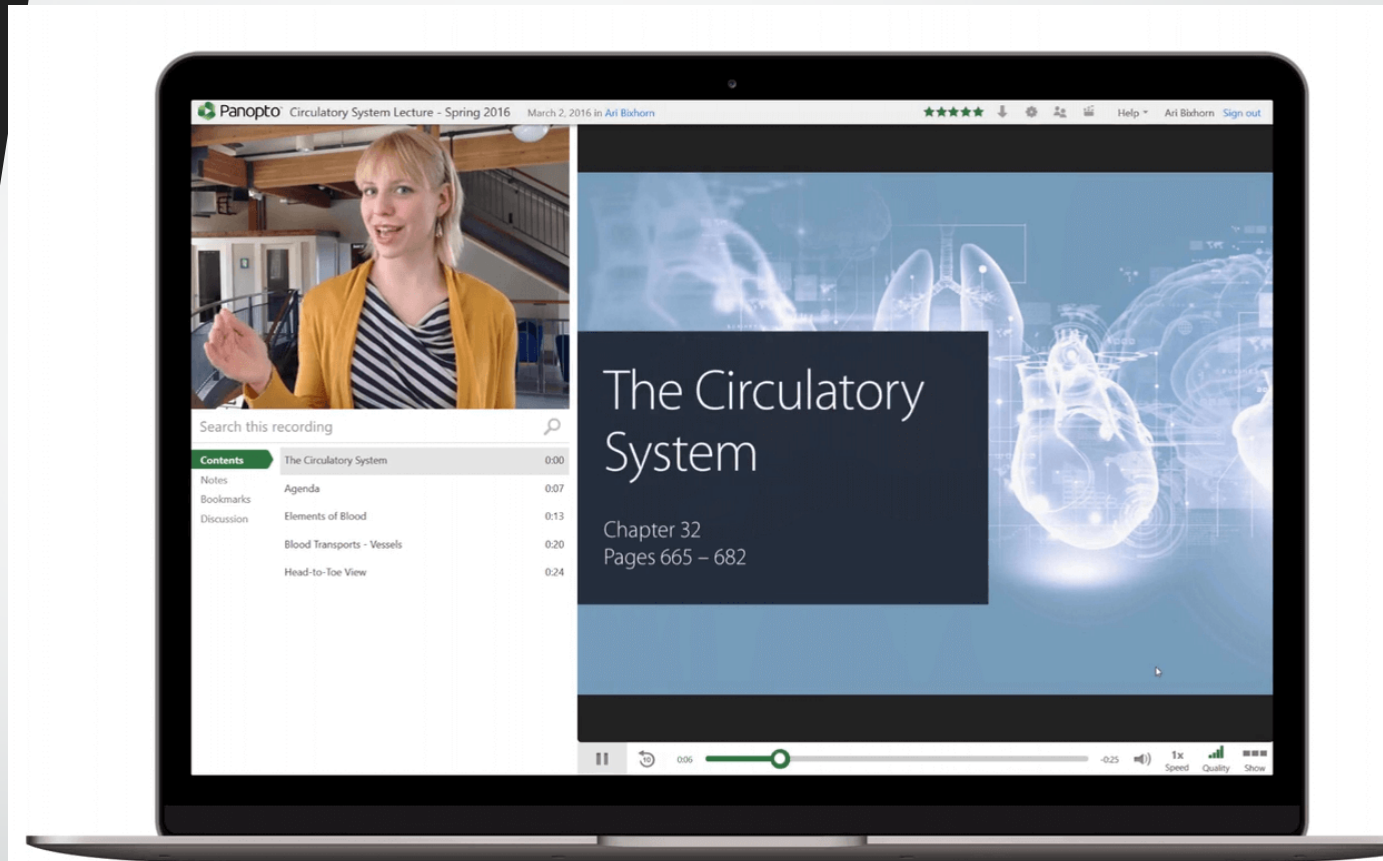 Panopto Circulatory System Lecture - Spring 2016 March 2, 2016 in Ari Bixhorn Help Ari Bixhorn Sign out
Search this recording
Contents
Notes
Bookmarks
Discussion
The Circulatory System 0:00
Agenda 0:07
Elements of Blood 0:13
Blood Transports - Vessels 0:20
Head-to-Toe View 0:24
The Circulatory
System
Chapter 32
Pages 665 – 682
10 0:06 -0:25 1x
Speed Quality Show